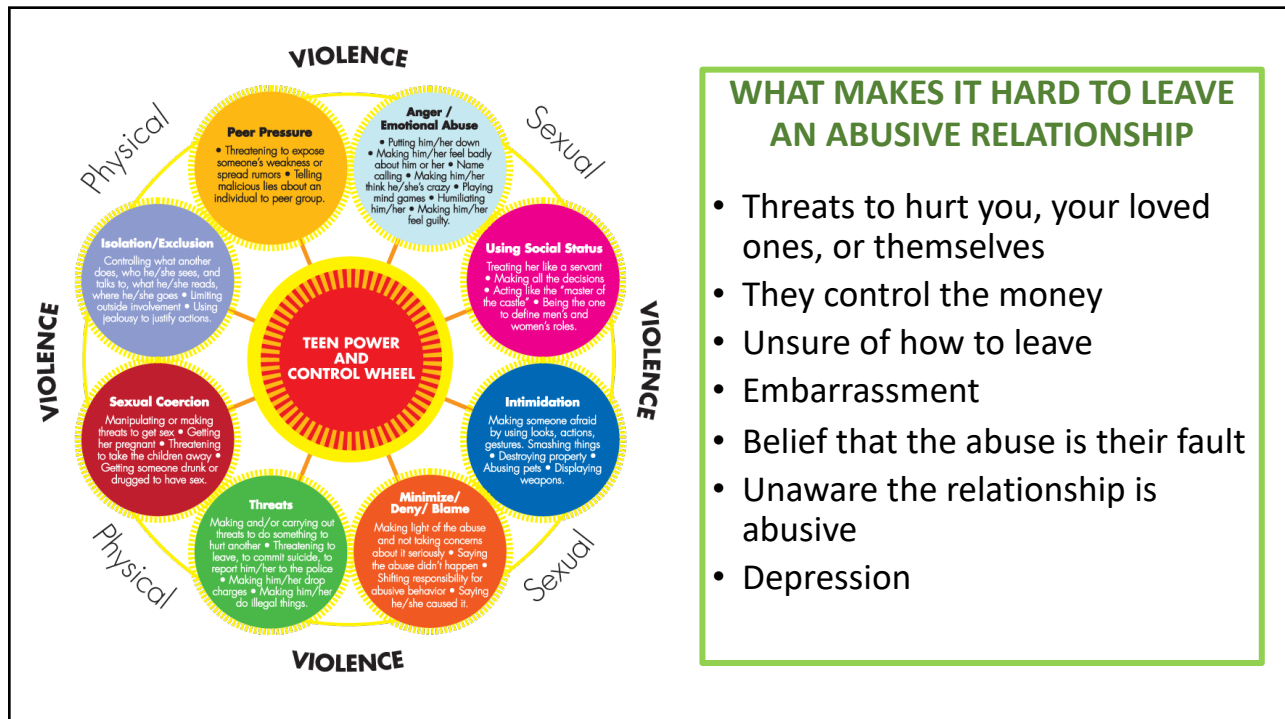 VIOLENCE
Physical
Sexual
Peer Pressure
• Threatening to expose
someone's weakness or
spread rumors • Telling
malicious lies about an
individual to peer group.
Anger /
Emotional Abuse
• Putting him/her down
• Making him/her feel badly
about him or her • Name
calling • Making him/her
think he/she's crazy • Playing
mind games • Humiliating
him/her • Making him/her
feel guilty.
Isolation/Exclusion
Controlling what another
does, who he/she sees, and
talks to, what he/she reads,
where he/she goes • Limiting
outside involvement • Using
jealousy to justify actions.
Using Social Status
Treating her like a servant
• Making all the decisions
• Acting like the "master of
the castle" • Being the one
to define men's and
women's roles.
VIOLENCE
TEEN POWER
AND
CONTROL WHEEL
VIOLENCE
Sexual Coercion
Manipulating or making
threats to get sex • Getting
her pregnant • Threatening
to take the children away •
Getting someone drunk or
drugged to have sex.
Intimidation
Making someone afraid
by using looks, actions,
gestures. Smashing things
• Destroying property •
Abusing pets • Displaying
weapons.
Threats
Making and/or carrying out
threats to do something to
hurt another • Threatening to
leave, to commit suicide, to
report him/her to the police
• Making him/her drop
charges • Making him/her
do illegal things.
Minimize/
Deny/ Blame
Making light of the abuse
and not taking concerns
about it seriously • Saying
the abuse didn't happen •
Shifting responsibility for
abusive behavior • Saying
he/she caused it.
Physical
Sexual
VIOLENCE
WHAT MAKES IT HARD TO LEAVE
AN ABUSIVE RELATIONSHIP
• Threats to hurt you, your loved
ones, or themselves
• They control the money
• Unsure of how to leave
• Embarrassment
• Belief that the abuse is their fault
• Unaware the relationship is
abusive
• Depression